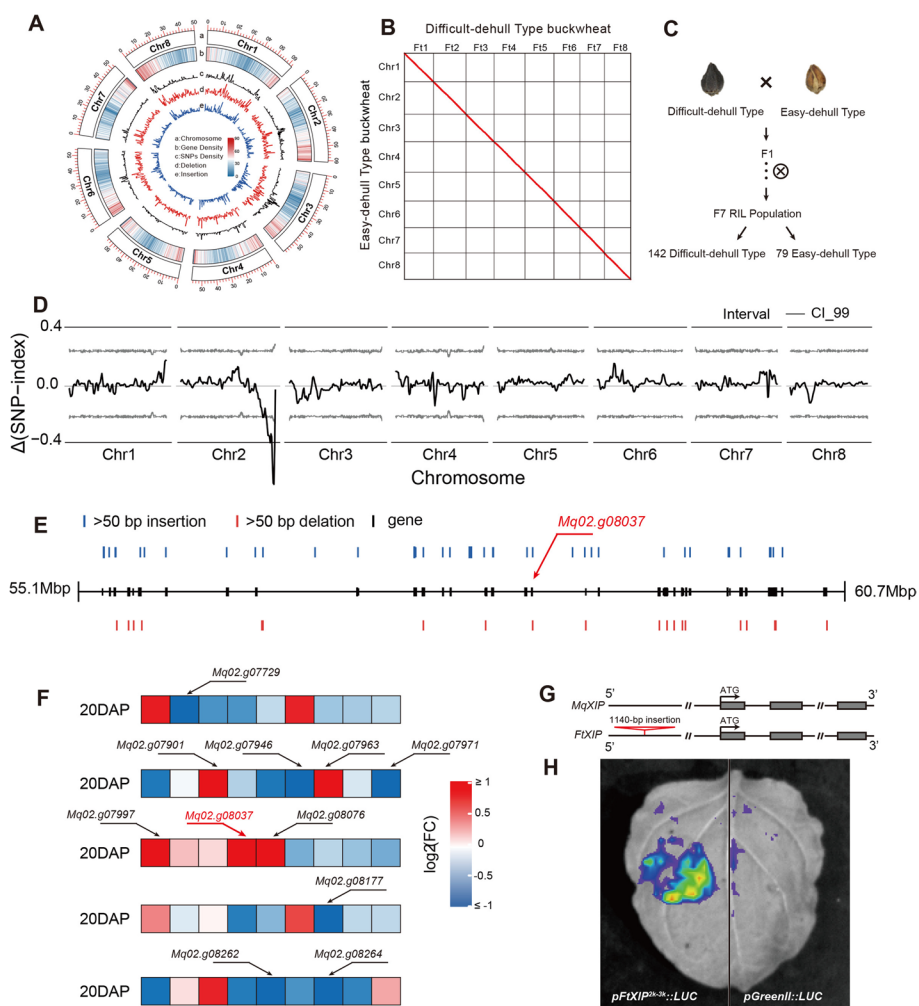 A
Chr1
Chr2
Chr3
Chr4
Chr5
Chr6
Chr7
Chr8
a
b
c
d
e
a:Chromosome
b:Gene Density
c:SNPs Density
d:Deletion
e:Insertion
B
Difficult-dehull Type buckwheat
Ft1 Ft2 Ft3 Ft4 Ft5 Ft6 Ft7 Ft8
Easy-dehull Type buckwheat
Chr1
Chr2
Chr3
Chr4
Chr5
Chr6
Chr7
Chr8
C
×
Difficult-dehull Type Easy-dehull Type
F1
F7 RIL Population
142 Difficult-dehull Type 79 Easy-dehull Type
D
Interval — CI_99
Δ(SNP-index)
0.4
0.0
−0.4
Chr1 Chr2 Chr3 Chr4 Chr5 Chr6 Chr7 Chr8
Chromosome
E
>50 bp insertion >50 bp delation gene
Mq02.g08037
55.1Mbp 60.7Mbp
F
Mq02.g07729
20DAP
Mq02.g07901 Mq02.g07946 Mq02.g07963 Mq02.g07971
20DAP
Mq02.g07997 Mq02.g08037 Mq02.g08076
20DAP
Mq02.g08177
20DAP
Mq02.g08262 Mq02.g08264
20DAP
log2(FC)
≥ 1
0.5
0
0.5
≤ -1
G
5' ATG 3'
MqXIP
1140-bp insertion ATG
FtXIP
5' 3'
H
pFtXIP2k-3k::LUC pGreenII::LUC